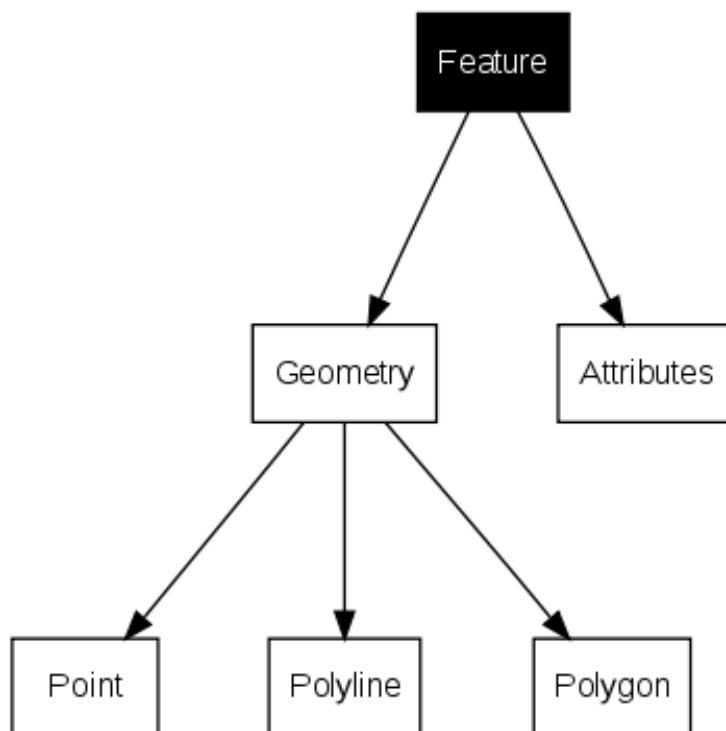 Feature
Geometry
Attributes
Point
Polyline
Polygon